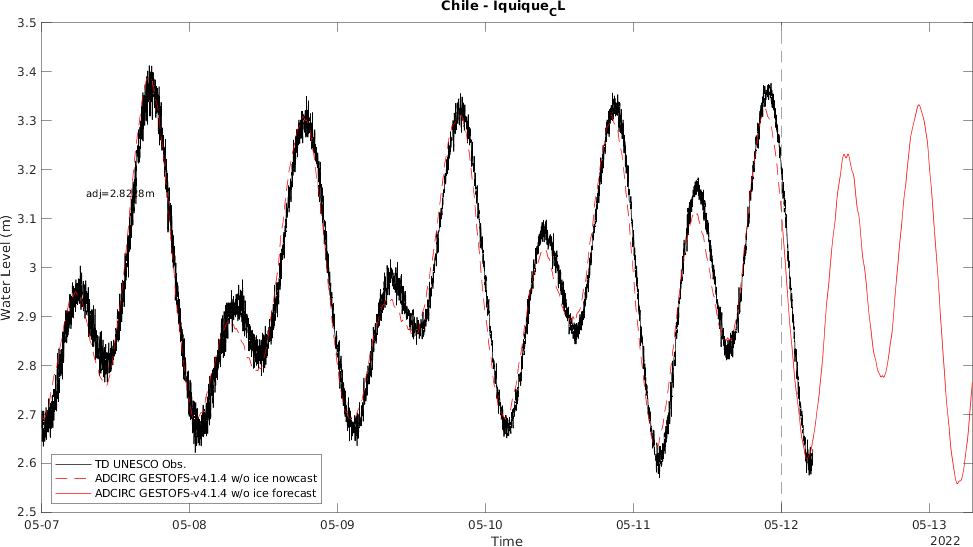 Chile - Iquique_CL
3.5
3.4
3.3
3.2
3.1
3
2.9
2.8
2.7
2.6
2.5
Water Level (m)
adj=2.8228m
TD UNESCO Obs.
ADCIRC GESTOFS-v4.1.4 w/o ice nowcast
ADCIRC GESTOFS-v4.1.4 w/o ice forecast
05-07 05-08 05-09 05-10 05-11 05-12 05-13
Time
2022